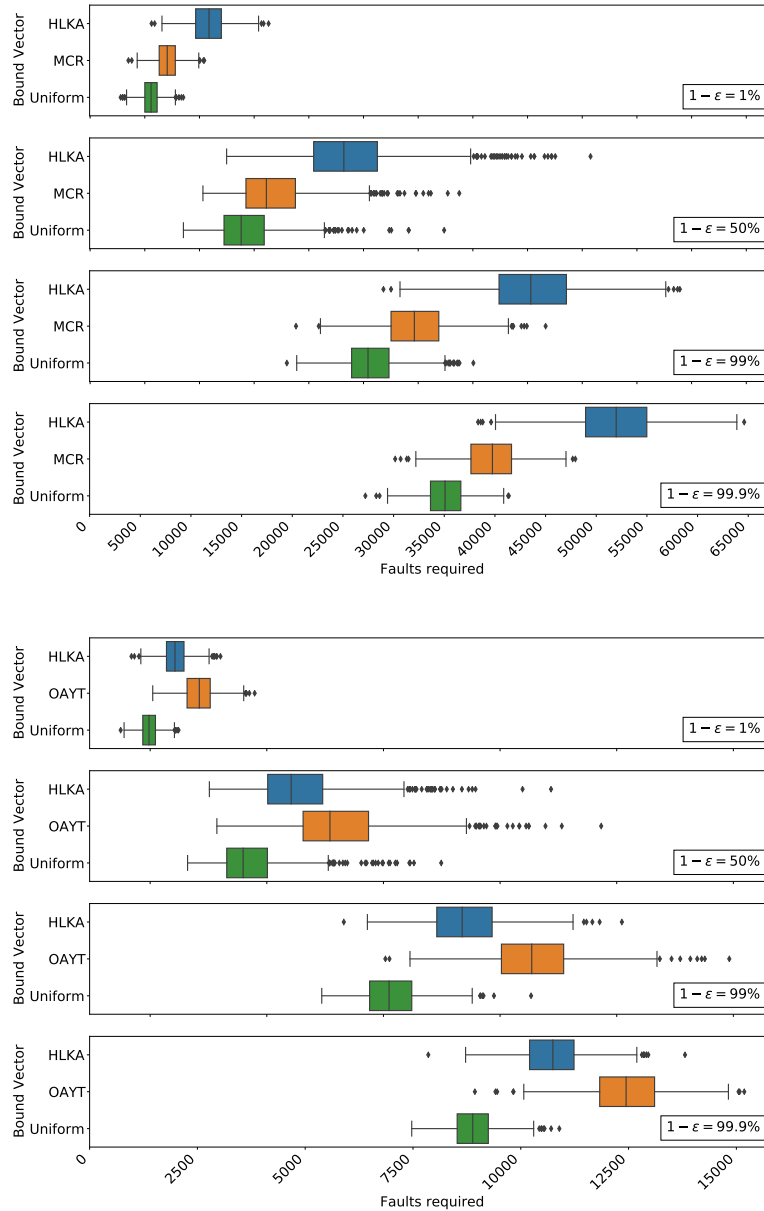 Bound Vector
HLKA
MCR
Uniform
1 − ε = 1%
Bound Vector
HLKA
MCR
Uniform
1 − ε = 50%
Bound Vector
HLKA
MCR
Uniform
1 − ε = 99%
Bound Vector
HLKA
MCR
Uniform
1 − ε = 99.9%
0 5000 10000 15000 20000 25000 30000 35000 40000 45000 50000 55000 60000 65000
Faults required
Bound Vector
HLKA
OAYT
Uniform
1 − ε = 1%
Bound Vector
HLKA
OAYT
Uniform
1 − ε = 50%
Bound Vector
HLKA
OAYT
Uniform
1 − ε = 99%
Bound Vector
HLKA
OAYT
Uniform
1 − ε = 99.9%
0 2500 5000 7500 10000 12500 15000
Faults required